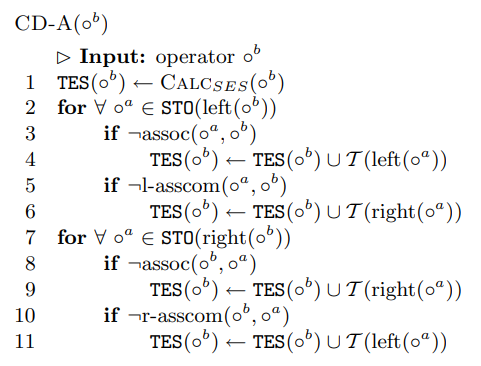 CD-A(∘ᵇ)
▷ Input: operator ∘ᵇ
1 TES(∘ᵇ) ← CALC_SES(∘ᵇ)
2 for ∀ ∘ᵃ ∈ STO(left(∘ᵇ))
3 if ¬assoc(∘ᵃ, ∘ᵇ)
4 TES(∘ᵇ) ← TES(∘ᵇ) ∪ 𝒯(left(∘ᵃ))
5 if ¬l-asscom(∘ᵃ, ∘ᵇ)
6 TES(∘ᵇ) ← TES(∘ᵇ) ∪ 𝒯(right(∘ᵃ))
7 for ∀ ∘ᵃ ∈ STO(right(∘ᵇ))
8 if ¬assoc(∘ᵇ, ∘ᵃ)
9 TES(∘ᵇ) ← TES(∘ᵇ) ∪ 𝒯(right(∘ᵃ))
10 if ¬r-asscom(∘ᵇ, ∘ᵃ)
11 TES(∘ᵇ) ← TES(∘ᵇ) ∪ 𝒯(left(∘ᵃ))